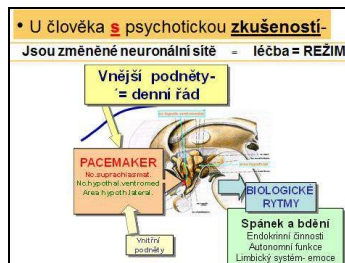 • U člověka s psychotickou zkušeností-
Jsou změněné neuronální sítě - léčba = REŽIM
Vnější podněty-
´= denní řád
PACEMAKER
No.suprachiasmat.
No.hypothal.ventromed
Area hypoth.lateral.
Vnitřní
podněty
BIOLOGICKÉ
RYTMY
Spánek a bdění
Endokrinní činnosti
Autonomní funkce
Limbický systém- emoce